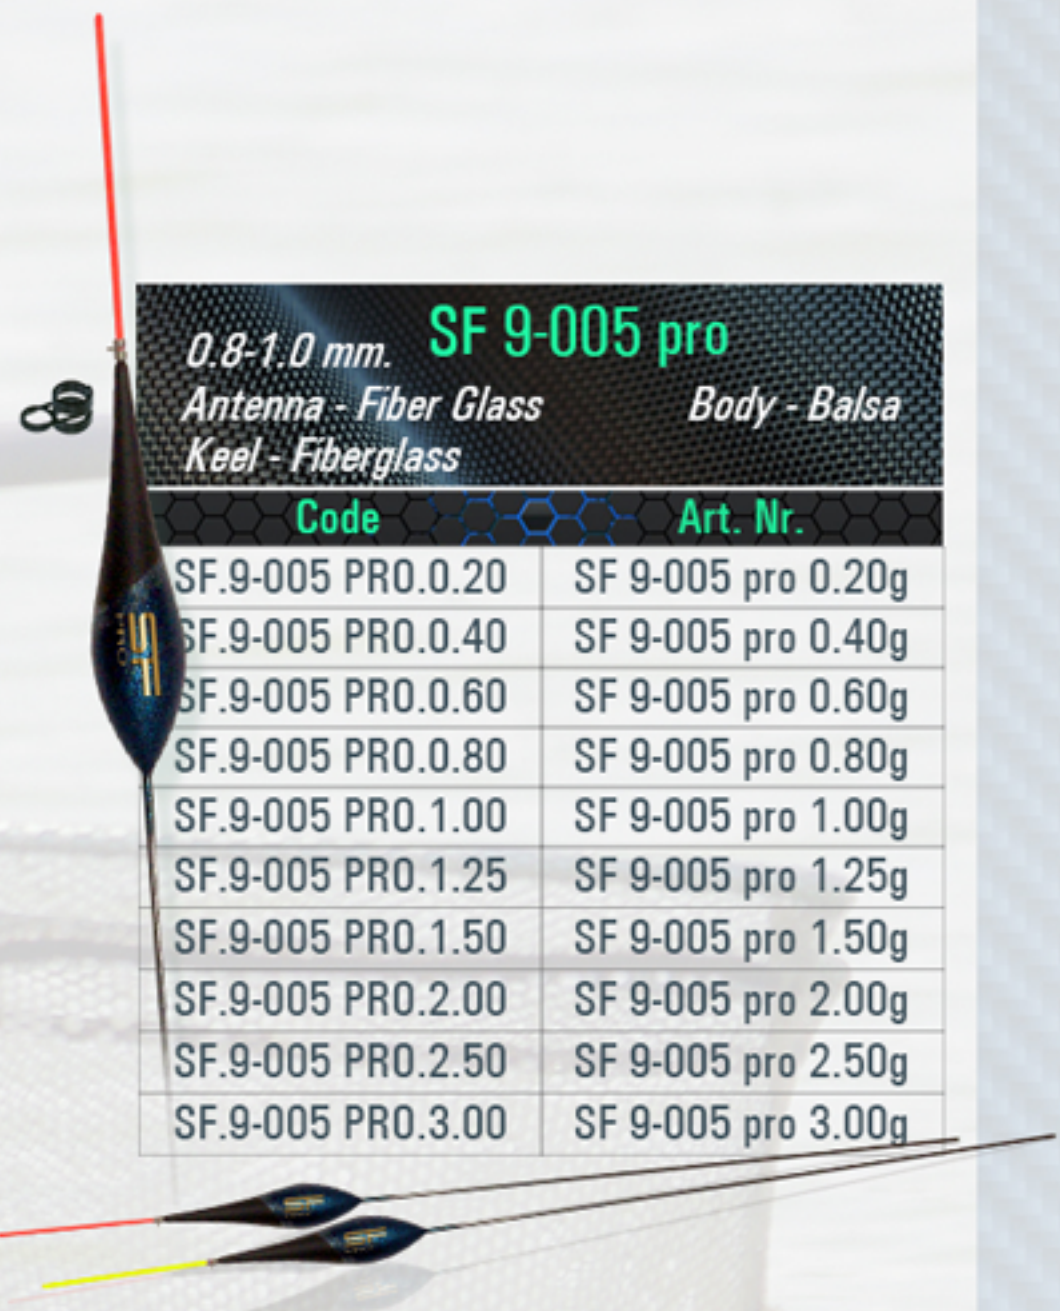 SF 9-005 pro
0.8-1.0 mm.
Antenna - Fiber Glass Body - Balsa
Keel - Fiberglass
Code Art. Nr.
SF.9-005 PRO.0.20 SF 9-005 pro 0.20g
SF.9-005 PRO.0.40 SF 9-005 pro 0.40g
SF.9-005 PRO.0.60 SF 9-005 pro 0.60g
SF.9-005 PRO.0.80 SF 9-005 pro 0.80g
SF.9-005 PRO.1.00 SF 9-005 pro 1.00g
SF.9-005 PRO.1.25 SF 9-005 pro 1.25g
SF.9-005 PRO.1.50 SF 9-005 pro 1.50g
SF.9-005 PRO.2.00 SF 9-005 pro 2.00g
SF.9-005 PRO.2.50 SF 9-005 pro 2.50g
SF.9-005 PRO.3.00 SF 9-005 pro 3.00g
SF
PRO